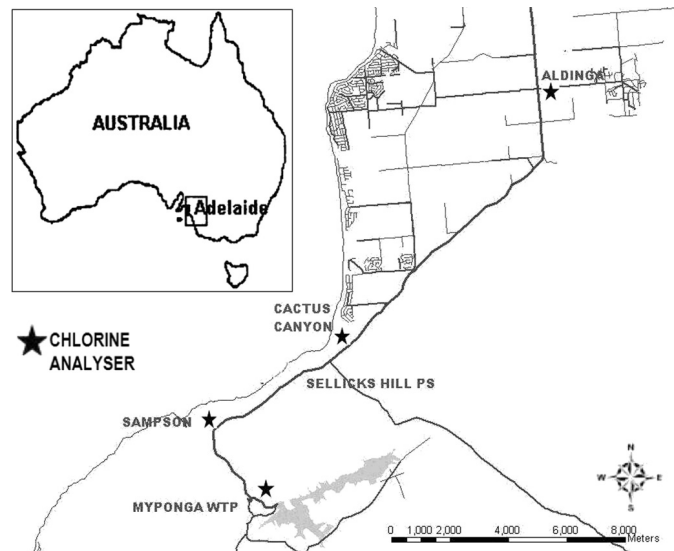 AUSTRALIA
Adelaide
ALDINGA
CHLORINE
ANALYSER
CACTUS
CANYON
SELLICKS HILL PS
SAMPSON
MYPONGA WTP
N
W E
S
0 1,000 2,000 4,000 6,000 8,000
Meters